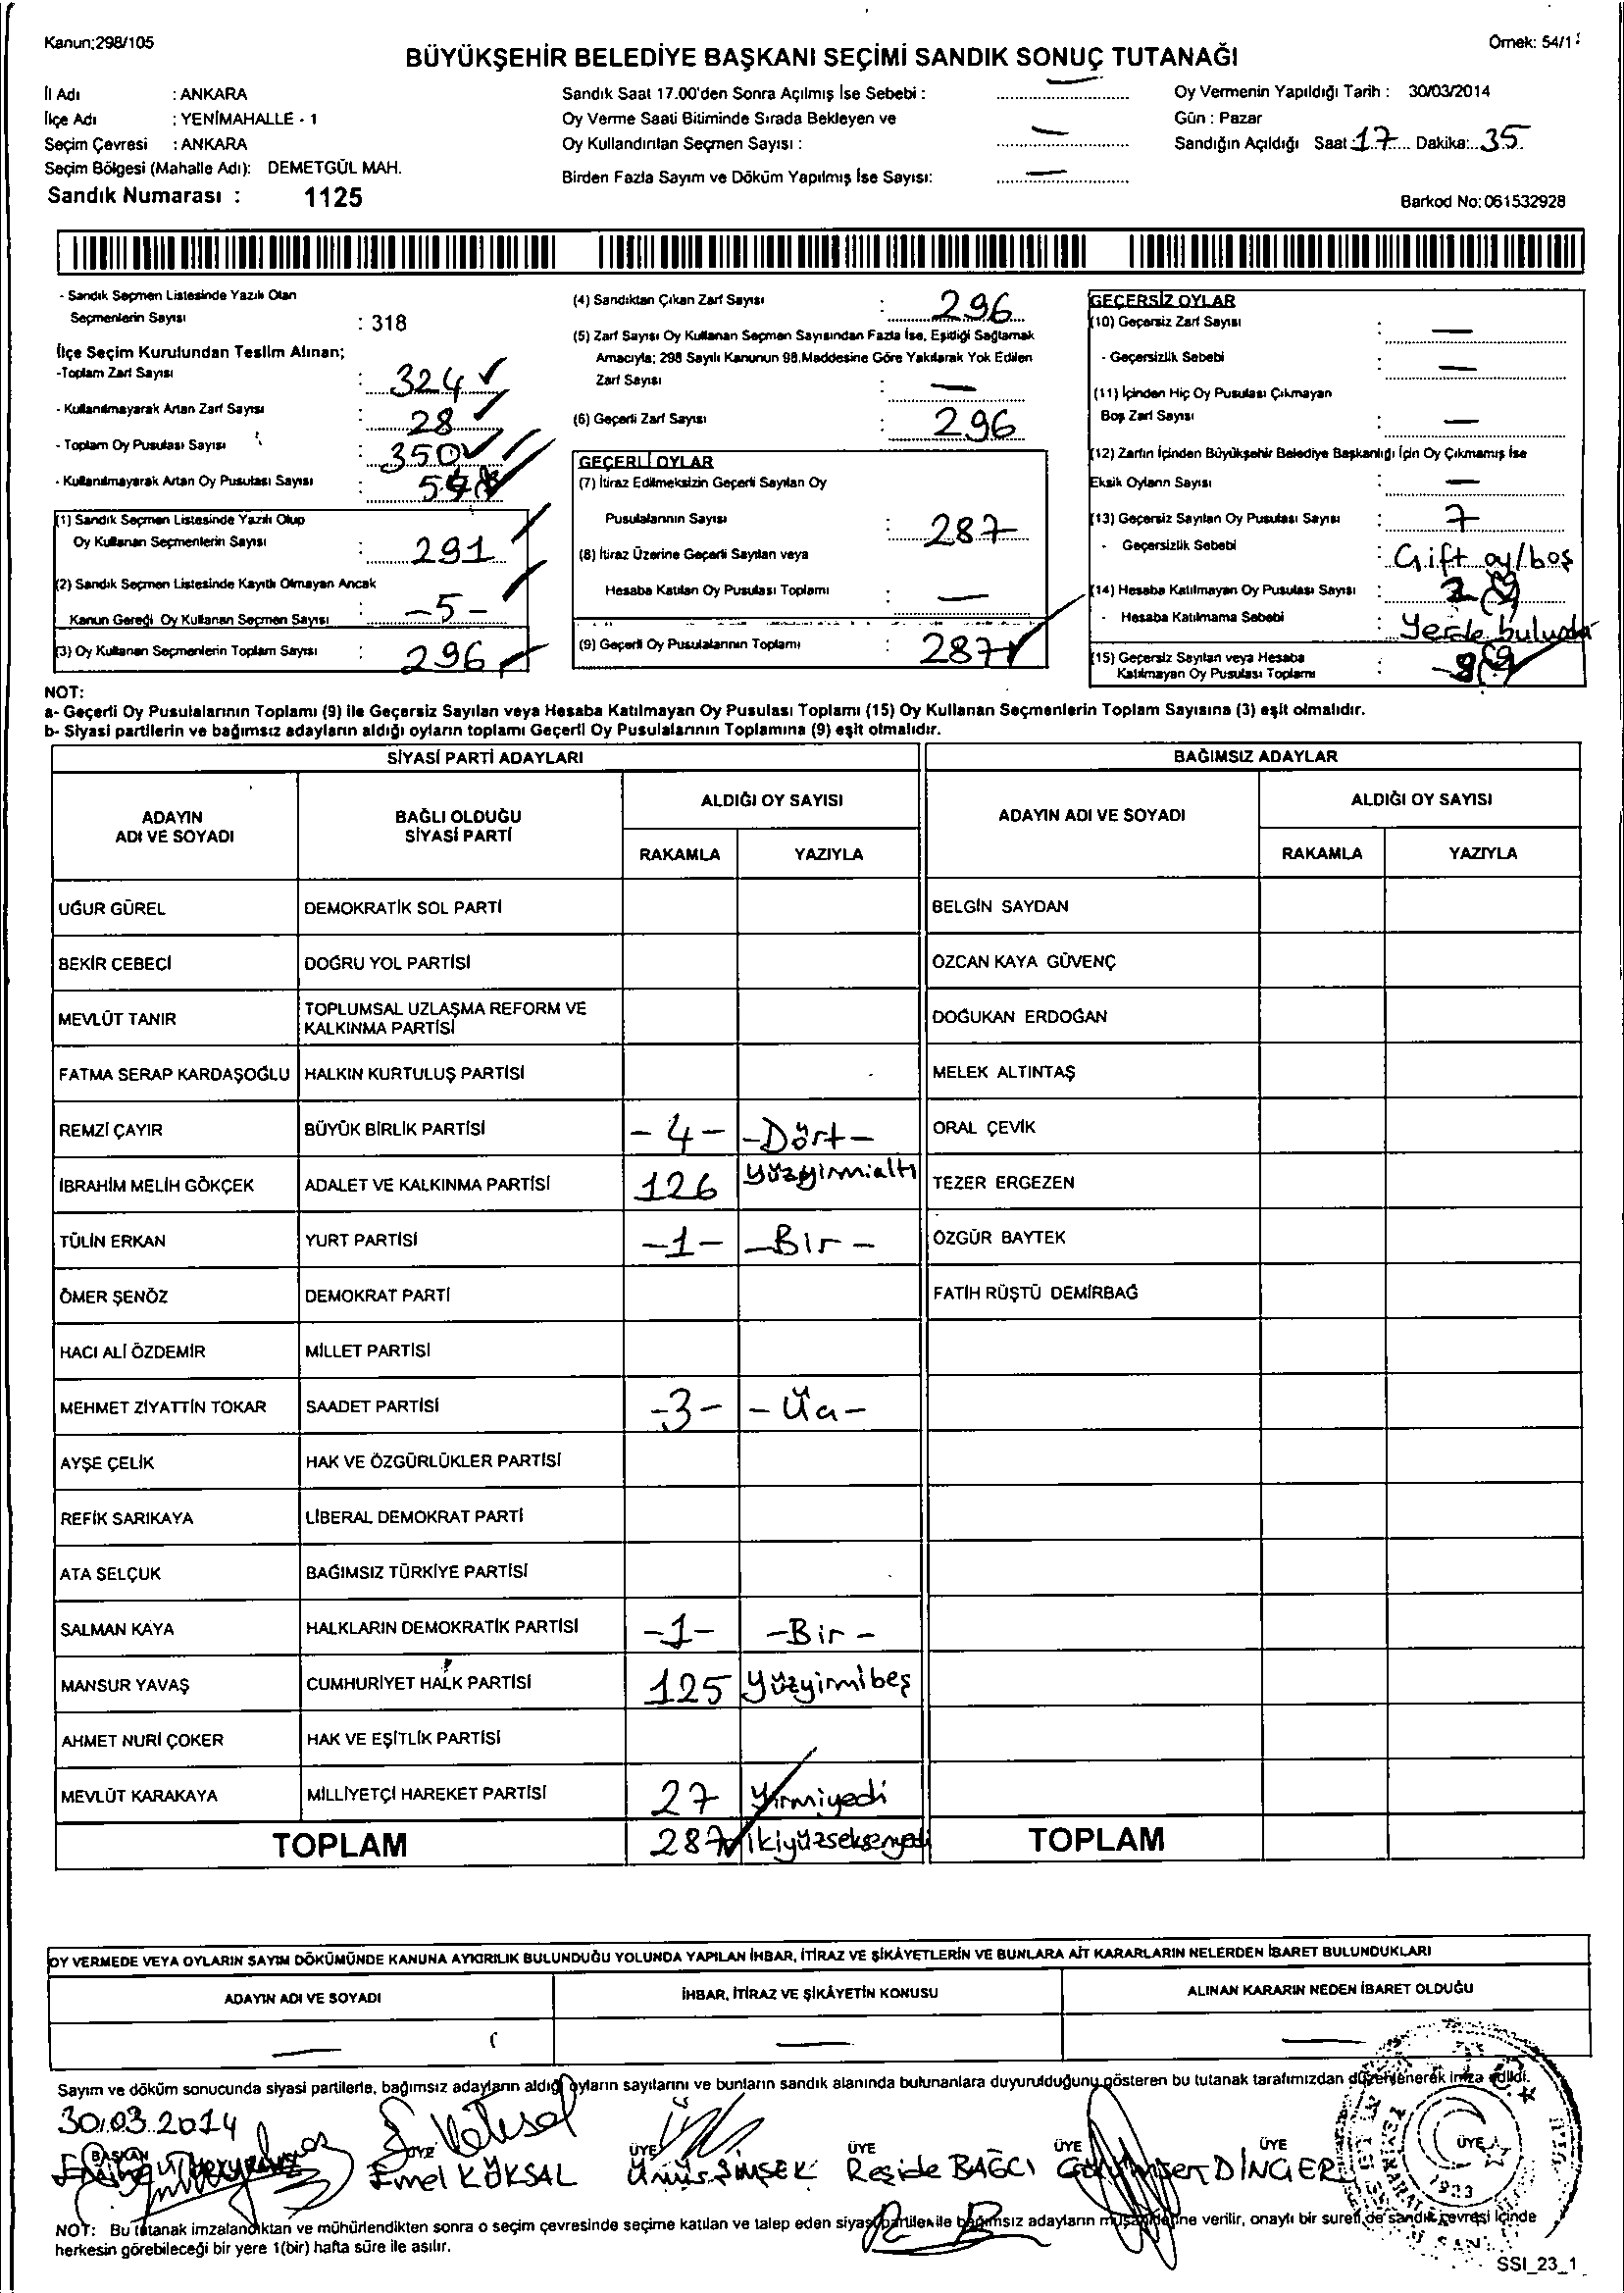 Kanun;298/105
Örnek: 54/1
BÜYÜKŞEHİR BELEDİYE BAŞKANI SEÇİMİ SANDIK SONUÇ TUTANAĞI
İl Adı : ANKARA
İlçe Adı : YENİMAHALLE - 1
Seçim Çevresi : ANKARA
Seçim Bölgesi (Mahalle Adı): DEMETGÜL MAH.
Sandık Numarası : 1125
Sandık Saat 17.00'den Sonra Açılmış İse Sebebi : —
Oy Verme Saati Bitiminde Sırada Bekleyen ve
Oy Kullandırılan Seçmen Sayısı : —
Birden Fazla Sayım ve Döküm Yapılmış İse Sayısı: —
Oy Vermenin Yapıldığı Tarih : 30/03/2014
Gün : Pazar
Sandığın Açıldığı Saat 17 Dakika: 35
Barkod No: 061532928
- Sandık Seçmen Listesinde Yazılı Olan
Seçmenlerin Sayısı : 318
İlçe Seçim Kurulundan Teslim Alınan;
-Toplam Zarf Sayısı : 324
- Kullanılmayarak Artan Zarf Sayısı : 28
- Toplam Oy Pusulası Sayısı : 350
- Kullanılmayarak Artan Oy Pusulası Sayısı :
(1) Sandık Seçmen Listesinde Yazılı Olup
Oy Kullanan Seçmenlerin Sayısı : 291
(2) Sandık Seçmen Listesinde Kayıtlı Olmayan Ancak
Kanun Gereği Oy Kullanan Seçmen Sayısı : -5-
(3) Oy Kullanan Seçmenlerin Toplam Sayısı : 296
(4) Sandıktan Çıkan Zarf Sayısı : 296
(5) Zarf Sayısı Oy Kullanan Seçmen Sayısından Fazla İse, Eşitliği Sağlamak
Amacıyla; 298 Sayılı Kanunun 98.Maddesine Göre Yakılarak Yok Edilen
Zarf Sayısı : —
(6) Geçerli Zarf Sayısı : 296
GEÇERLİ OYLAR
(7) İtiraz Edilmeksizin Geçerli Sayılan Oy
Pusulalarının Sayısı : 287
(8) İtiraz Üzerine Geçerli Sayılan veya
Hesaba Katılan Oy Pusulası Toplamı : —
(9) Geçerli Oy Pusulalarının Toplamı : 287
GEÇERSİZ OYLAR
(10) Geçersiz Zarf Sayısı : —
- Geçersizlik Sebebi : —
(11) İçinden Hiç Oy Pusulası Çıkmayan
Boş Zarf Sayısı : —
(12) Zarfın İçinden Büyükşehir Belediye Başkanlığı İçin Oy Çıkmamış İse
Eksik Oyların Sayısı : —
(13) Geçersiz Sayılan Oy Pusulası Sayısı : 7
- Geçersizlik Sebebi : Çift oy/boş
(14) Hesaba Katılmayan Oy Pusulası Sayısı : 2
- Hesaba Katılmama Sebebi : Yerde
(15) Geçersiz Sayılan veya Hesaba
Katılmayan Oy Pusulası Toplamı :
NOT:
a- Geçerli Oy Pusulalarının Toplamı (9) ile Geçersiz Sayılan veya Hesaba Katılmayan Oy Pusulası Toplamı (15) Oy Kullanan Seçmenlerin Toplam Sayısına (3) eşit olmalıdır.
b- Siyasi partilerin ve bağımsız adayların aldığı oyların toplamı Geçerli Oy Pusulalarının Toplamına (9) eşit olmalıdır.
SİYASİ PARTİ ADAYLARI
BAĞIMSIZ ADAYLAR
ADAYIN ADI VE SOYADI
BAĞLI OLDUĞU SİYASİ PARTİ
ALDIĞI OY SAYISI
RAKAMLA YAZIYLA
ADAYIN ADI VE SOYADI
ALDIĞI OY SAYISI
RAKAMLA YAZIYLA
UĞUR GÜREL DEMOKRATİK SOL PARTİ BELGİN SAYDAN
BEKİR CEBECİ DOĞRU YOL PARTİSİ ÖZCAN KAYA GÜVENÇ
MEVLÜT TANIR TOPLUMSAL UZLAŞMA REFORM VE KALKINMA PARTİSİ DOĞUKAN ERDOĞAN
FATMA SERAP KARDAŞOĞLU HALKIN KURTULUŞ PARTİSİ MELEK ALTINTAŞ
REMZİ ÇAYIR BÜYÜK BİRLİK PARTİSİ -4- -Dört- ORAL ÇEVİK
İBRAHİM MELİH GÖKÇEK ADALET VE KALKINMA PARTİSİ 126 yüzyirmialtı TEZER ERGEZEN
TÜLİN ERKAN YURT PARTİSİ -1- -Bir- ÖZGÜR BAYTEK
ÖMER ŞENÖZ DEMOKRAT PARTİ FATİH RÜŞTÜ DEMİRBAĞ
HACI ALİ ÖZDEMİR MİLLET PARTİSİ
MEHMET ZİYATTİN TOKAR SAADET PARTİSİ -3- -Üç-
AYŞE ÇELİK HAK VE ÖZGÜRLÜKLER PARTİSİ
REFİK SARIKAYA LİBERAL DEMOKRAT PARTİ
ATA SELÇUK BAĞIMSIZ TÜRKİYE PARTİSİ
SALMAN KAYA HALKLARIN DEMOKRATİK PARTİSİ -1- -Bir-
MANSUR YAVAŞ CUMHURİYET HALK PARTİSİ 125 Yüzyirmibeş
AHMET NURİ ÇOKER HAK VE EŞİTLİK PARTİSİ
MEVLÜT KARAKAYA MİLLİYETÇİ HAREKET PARTİSİ 27 Yirmiyedi
TOPLAM 287 ikiyüzseksenyedi TOPLAM
OY VERMEDE VEYA OYLARIN SAYIM DÖKÜMÜNDE KANUNA AYKIRILIK BULUNDUĞU YOLUNDA YAPILAN İHBAR, İTİRAZ VE ŞİKÂYETLERİN VE BUNLARA AİT KARARLARIN NELERDEN İBARET BULUNDUKLARI
ADAYIN ADI VE SOYADI İHBAR, İTİRAZ VE ŞİKÂYETİN KONUSU ALINAN KARARIN NEDEN İBARET OLDUĞU
— — —
Sayım ve döküm sonucunda siyasi partilerle, bağımsız adayların aldığı oyların sayılarını ve bunların sandık alanında bulunanlara duyurulduğunu gösteren bu tutanak tarafımızdan düzenlenerek imza edildi.
30.03.2014
BAŞKAN ÜYE ÜYE ÜYE ÜYE ÜYE ÜYE
Emel KÖKSAL ŞİMŞEK Reşide BAĞCI DİNÇER
1923
NOT: Bu tutanak imzalandıktan ve mühürlendikten sonra o seçim çevresinde seçime katılan ve talep eden siyasi partiler ile bağımsız adayların müşahidlerine verilir, onaylı bir sureti de sandık çevresi içinde
herkesin görebileceği bir yere 1(bir) hafta süre ile asılır.
SSI_23_1